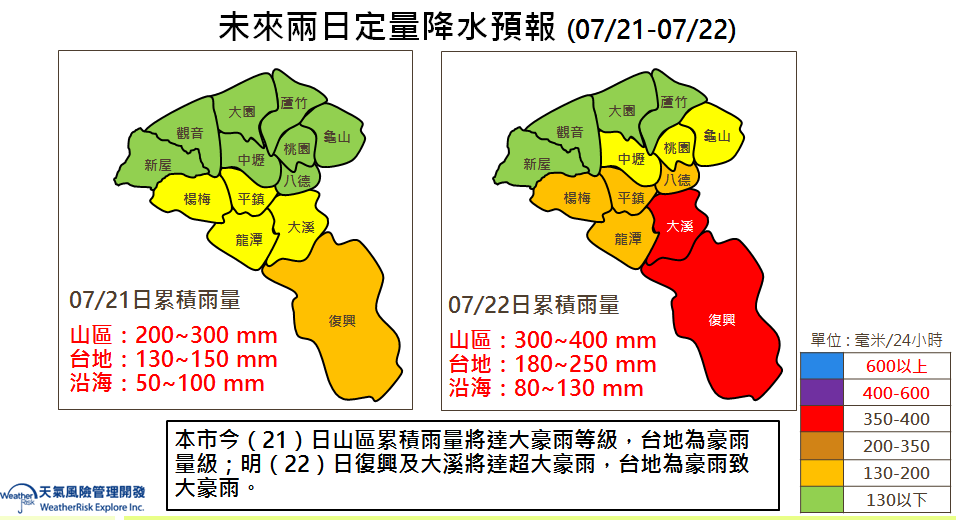 未來兩日定量降水預報 (07/21-07/22)
蘆竹
大園
龜山
觀音
桃園
中壢
新屋
八德
楊梅
平鎮
大溪
龍潭
復興
07/21日累積雨量
山區：200~300 mm
台地：130~150 mm
沿海：50~100 mm
蘆竹
大園
龜山
觀音
桃園
中壢
新屋
八德
楊梅
平鎮
大溪
龍潭
復興
07/22日累積雨量
山區：300~400 mm
台地：180~250 mm
沿海：80~130 mm
單位：毫米/24小時
600以上
400-600
350-400
200-350
130-200
130以下
本市今（21）日山區累積雨量將達大豪雨等級，台地為豪雨
量級；明（22）日復興及大溪將達超大豪雨，台地為豪雨致
大豪雨。
Weather Risk
天氣風險管理開發
WeatherRisk Explore Inc.